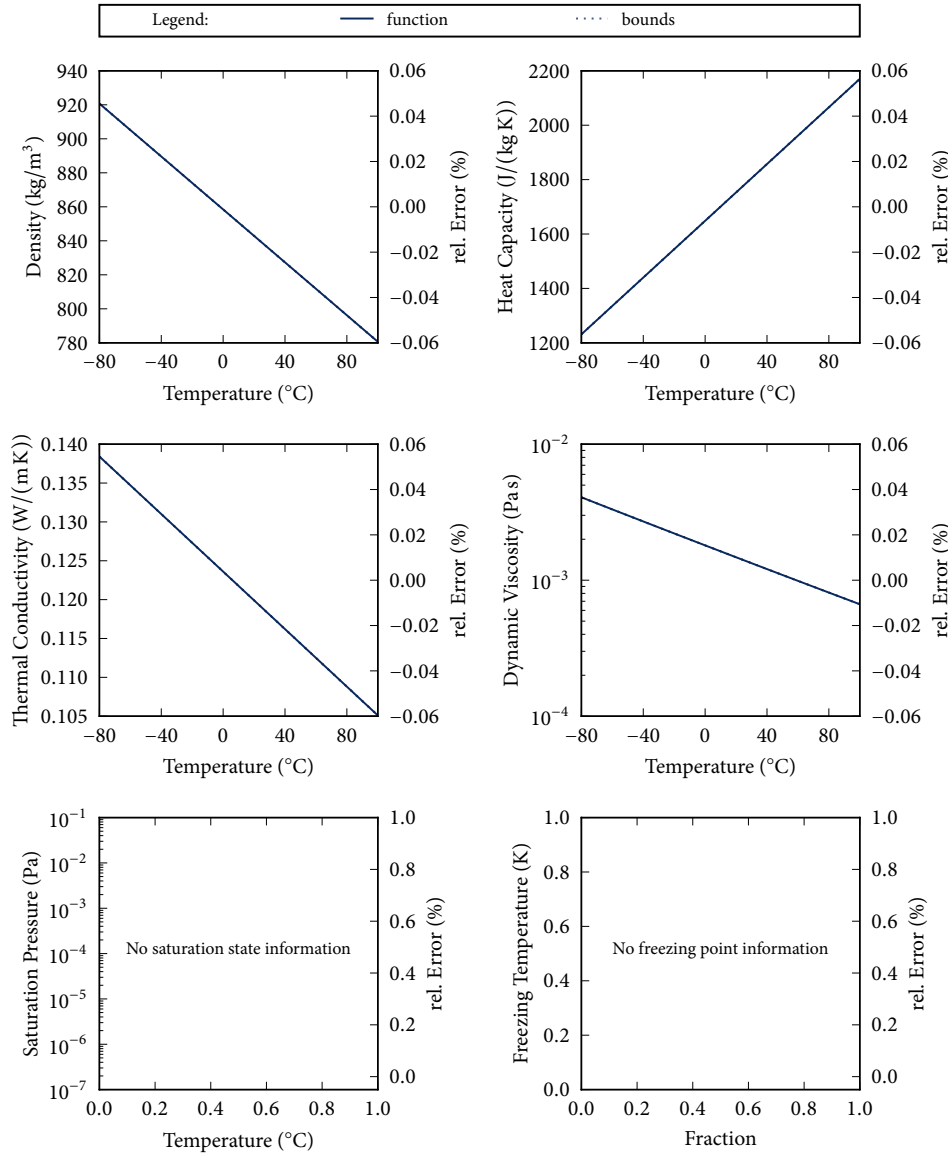 Legend: function bounds
Density (kg/m³)
940
920
900
880
860
840
820
800
780
−80 −40 0 40 80
Temperature (°C)
0.06
0.04
0.02
0.00
−0.02
−0.04
−0.06
rel. Error (%)
Heat Capacity (J/(kg K))
2200
2000
1800
1600
1400
1200
−80 −40 0 40 80
Temperature (°C)
0.06
0.04
0.02
0.00
−0.02
−0.04
−0.06
rel. Error (%)
Thermal Conductivity (W/(m K))
0.140
0.135
0.130
0.125
0.120
0.115
0.110
0.105
−80 −40 0 40 80
Temperature (°C)
0.06
0.04
0.02
0.00
−0.02
−0.04
−0.06
rel. Error (%)
Dynamic Viscosity (Pa s)
10⁻²
10⁻³
10⁻⁴
−80 −40 0 40 80
Temperature (°C)
0.06
0.04
0.02
0.00
−0.02
−0.04
−0.06
rel. Error (%)
Saturation Pressure (Pa)
10⁻¹
10⁻²
10⁻³
10⁻⁴
10⁻⁵
10⁻⁶
10⁻⁷
No saturation state information
0.0 0.2 0.4 0.6 0.8 1.0
Temperature (°C)
1.0
0.8
0.6
0.4
0.2
0.0
rel. Error (%)
Freezing Temperature (K)
1.0
0.8
0.6
0.4
0.2
0.0
No freezing point information
0.0 0.2 0.4 0.6 0.8 1.0
Fraction
1.0
0.8
0.6
0.4
0.2
0.0
rel. Error (%)